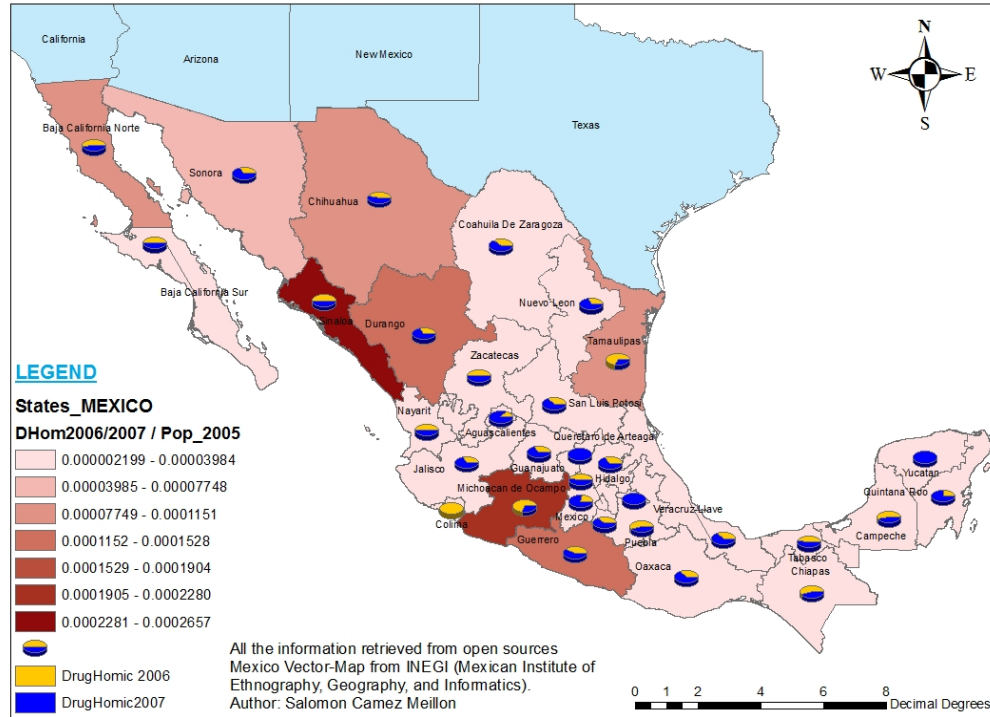 California
Arizona
New Mexico
Texas
N
W
E
S
Baja California Norte
Sonora
Chihuahua
Coahuila De Zaragoza
Baja California Sur
Sinaloa
Durango
Nuevo Leon
Tamaulipas
Zacatecas
San Luis Potosi
Nayarit
Aguascalientes
Queretaro de Arteaga
Jalisco
Guanajuato
Hidalgo
Yucatan
Quintana Roo
Michoacan de Ocampo
Colima
Mexico
Veracruz-Llave
Campeche
Puebla
Guerrero
Tabasco
Oaxaca
Chiapas
LEGEND
States_MEXICO
DHom2006/2007 / Pop_2005
0.000002199 - 0.00003984
0.00003985 - 0.00007748
0.00007749 - 0.0001151
0.0001152 - 0.0001528
0.0001529 - 0.0001904
0.0001905 - 0.0002280
0.0002281 - 0.0002657
DrugHomic 2006
DrugHomic2007
All the information retrieved from open sources
Mexico Vector-Map from INEGI (Mexican Institute of
Ethnography, Geography, and Informatics).
Author: Salomon Camez Meillon
0 1 2 4 6 8
Decimal Degrees